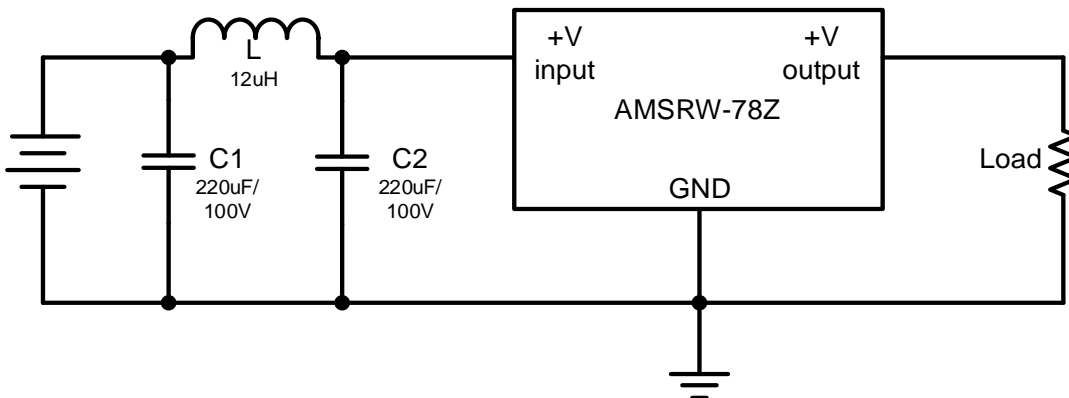 L
12uH
C1
220uF/
100V
C2
220uF/
100V
+V
input
+V
output
AMSRW-78Z
GND
Load